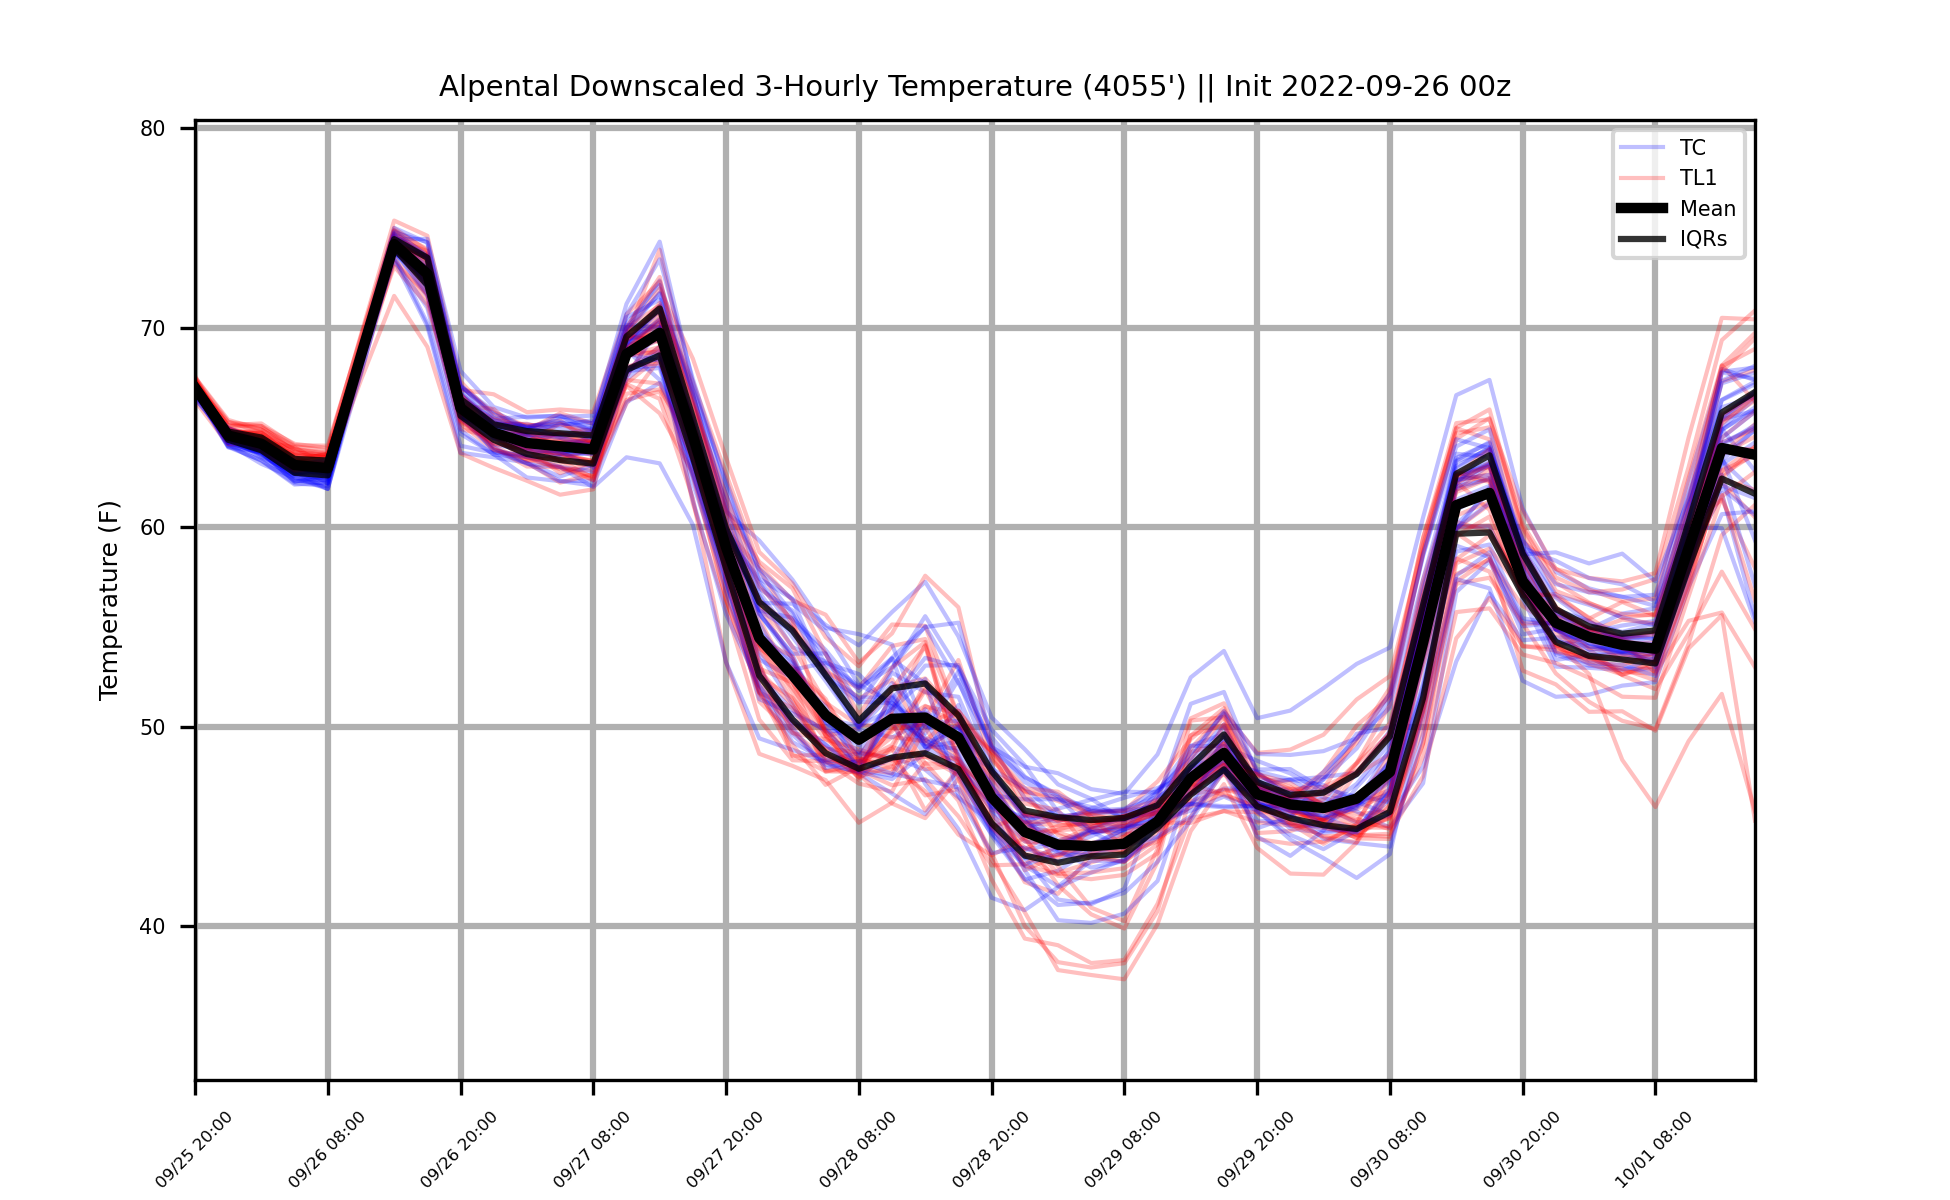 Alpental Downscaled 3-Hourly Temperature (4055') || Init 2022-09-26 00z
TC
TL1
Mean
IQRs
Temperature (F)
80
70
60
50
40
09/25 20:00
09/26 08:00
09/26 20:00
09/27 08:00
09/27 20:00
09/28 08:00
09/28 20:00
09/29 08:00
09/29 20:00
09/30 08:00
09/30 20:00
10/01 08:00